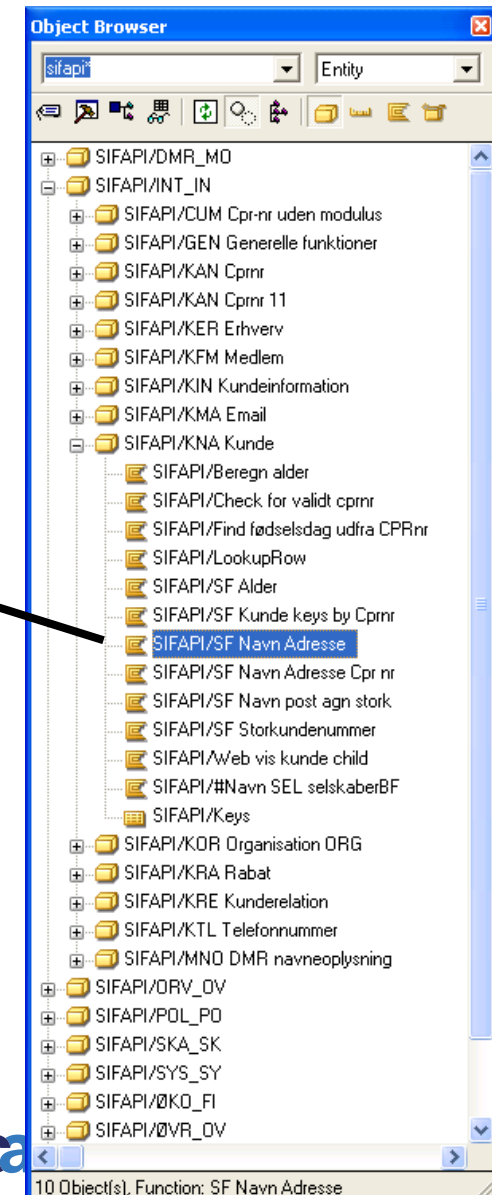 Object Browser
sifapi*
Entity
SIFAPI/DMR_MO
SIFAPI/INT_IN
SIFAPI/CUM Cpr-nr uden modulus
SIFAPI/GEN Generelle funktioner
SIFAPI/KAN Cprnr
SIFAPI/KAN Cprnr 11
SIFAPI/KER Erhverv
SIFAPI/KFM Medlem
SIFAPI/KIN Kundeinformation
SIFAPI/KMA Email
SIFAPI/KNA Kunde
SIFAPI/Beregn alder
SIFAPI/Check for validt cprnr
SIFAPI/Find fødselsdag udfra CPRnr
SIFAPI/LookupRow
SIFAPI/SF Alder
SIFAPI/SF Kunde keys by Cprnr
SIFAPI/SF Navn Adresse
SIFAPI/SF Navn Adresse Cpr nr
SIFAPI/SF Navn post agn stork
SIFAPI/SF Storkundenummer
SIFAPI/Web vis kunde child
SIFAPI/#Navn SEL selskaberBF
SIFAPI/Keys
SIFAPI/KOR Organisation ORG
SIFAPI/KRA Rabat
SIFAPI/KRE Kunderelation
SIFAPI/KTL Telefonnummer
SIFAPI/MNO DMR navneoplysning
SIFAPI/ORV_OV
SIFAPI/POL_PO
SIFAPI/SKA_SK
SIFAPI/SYS_SY
SIFAPI/ØKO_FI
SIFAPI/ØVR_OV
10 Object(s), Function: SF Navn Adresse